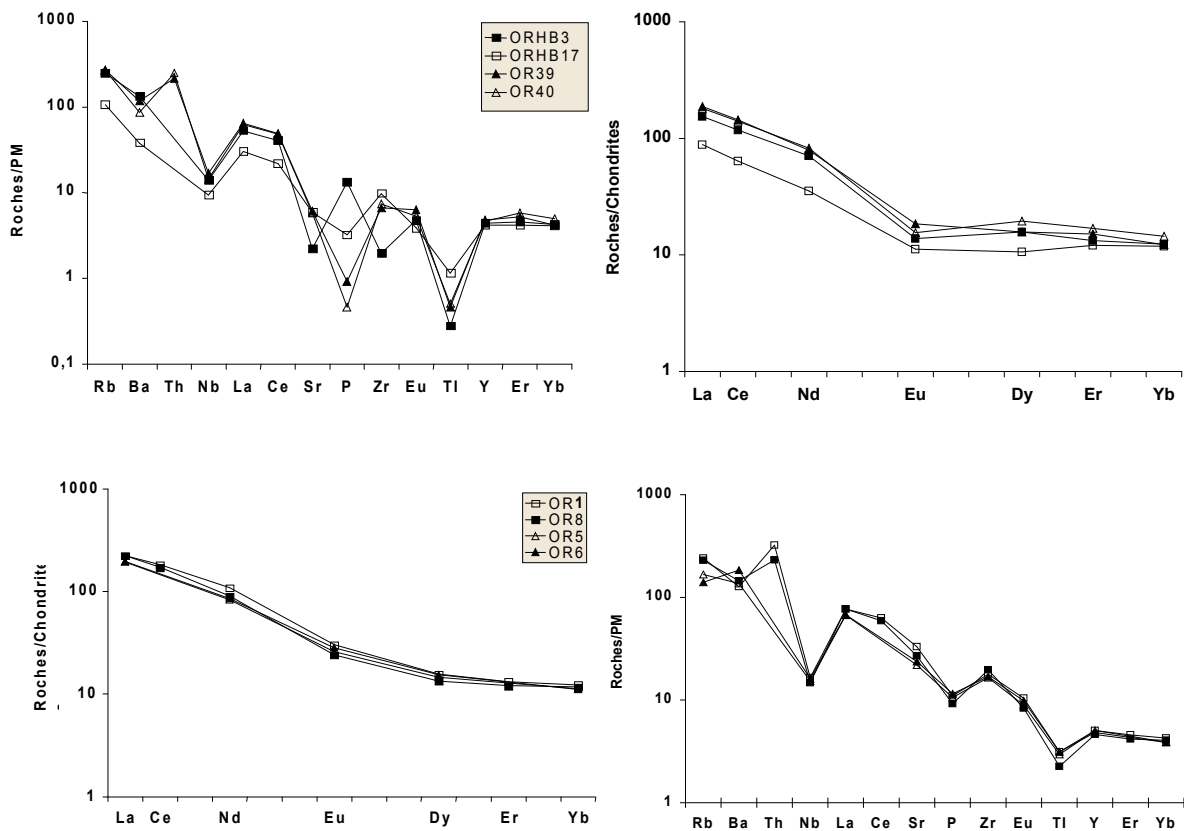 1000
100
10
1
0,1
Roches/PM
Rb Ba Th Nb La Ce Sr P Zr Eu Tl Y Er Yb
ORHB3
ORHB17
OR39
OR40
1000
100
10
1
Roches/Chondrites
La Ce Nd Eu Dy Er Yb
1000
100
10
1
Roches/Chondrite
La Ce Nd Eu Dy Er Yb
OR1
OR8
OR5
OR6
1000
100
10
1
Roches/PM
Rb Ba Th Nb La Ce Sr P Zr Eu Tl Y Er Yb